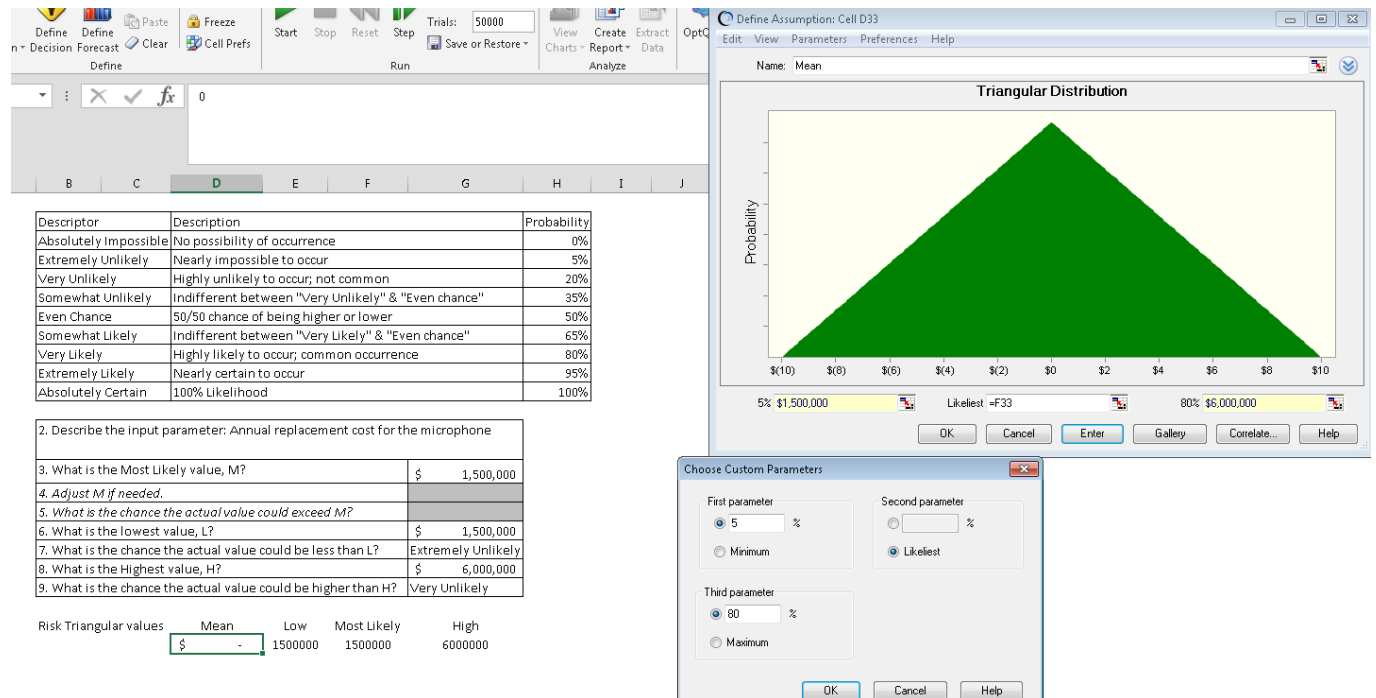 Define Define Paste Freeze Start Stop Reset Step Trials: 50000 View Create Extract OptQ
n Decision Forecast Clear Cell Prefs Save or Restore Charts Report Data
Define Run Analyze
fx 0
B C D E F G H I J
Descriptor Description Probability
Absolutely Impossible No possibility of occurrence 0%
Extremely Unlikely Nearly impossible to occur 5%
Very Unlikely Highly unlikely to occur; not common 20%
Somewhat Unlikely Indifferent between "Very Unlikely" & "Even chance" 35%
Even Chance 50/50 chance of being higher or lower 50%
Somewhat Likely Indifferent between "Very Likely" & "Even chance" 65%
Very Likely Highly likely to occur; common occurrence 80%
Extremely Likely Nearly certain to occur 95%
Absolutely Certain 100% Likelihood 100%
2. Describe the input parameter: Annual replacement cost for the microphone
3. What is the Most Likely value, M? $ 1,500,000
4. Adjust M if needed.
5. What is the chance the actual value could exceed M?
6. What is the lowest value, L? $ 1,500,000
7. What is the chance the actual value could be less than L? Extremely Unlikely
8. What is the Highest value, H? $ 6,000,000
9. What is the chance the actual value could be higher than H? Very Unlikely
Risk Triangular values Mean Low Most Likely High
$ - 1500000 1500000 6000000
Define Assumption: Cell D33
Edit View Parameters Preferences Help
Name: Mean
Triangular Distribution
Probability
$(10) $(8) $(6) $(4) $(2) $0 $2 $4 $6 $8 $10
5% $1,500,000 Likeliest =F33 80% $6,000,000
OK Cancel Enter Gallery Correlate... Help
Choose Custom Parameters
First parameter Second parameter
5 % %
Minimum Likeliest
Third parameter
80 %
Maximum
OK Cancel Help